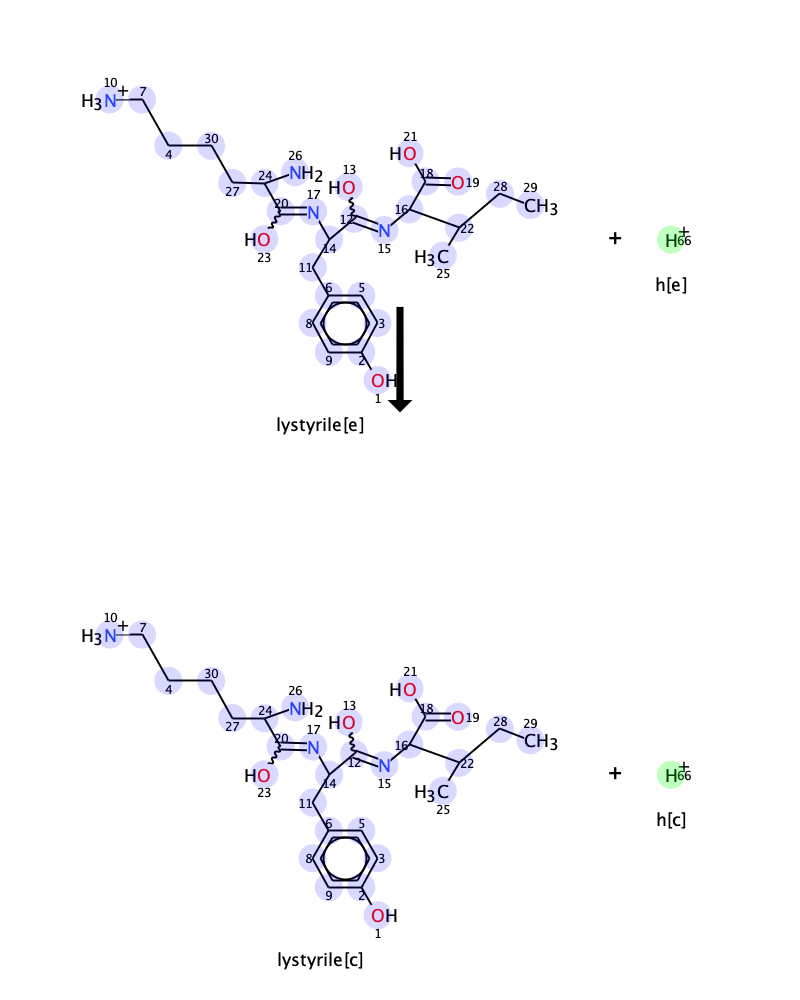 10
H3N+ 7
4 30
27 24 26 NH2
20 17 N
HO 23
13 HO
12 N 15
14
11
21 HO
18 O 19
16
22
28 29 CH3
H3C 25
6 5
8 3
9 2
OH 1
+
H+ 66
h[e]
lystyrile[e]
10
H3N+ 7
4 30
27 24 26 NH2
20 17 N
HO 23
13 HO
12 N 15
14
11
21 HO
18 O 19
16
22
28 29 CH3
H3C 25
6 5
8 3
9 2
OH 1
+
H+ 66
h[c]
lystyrile[c]